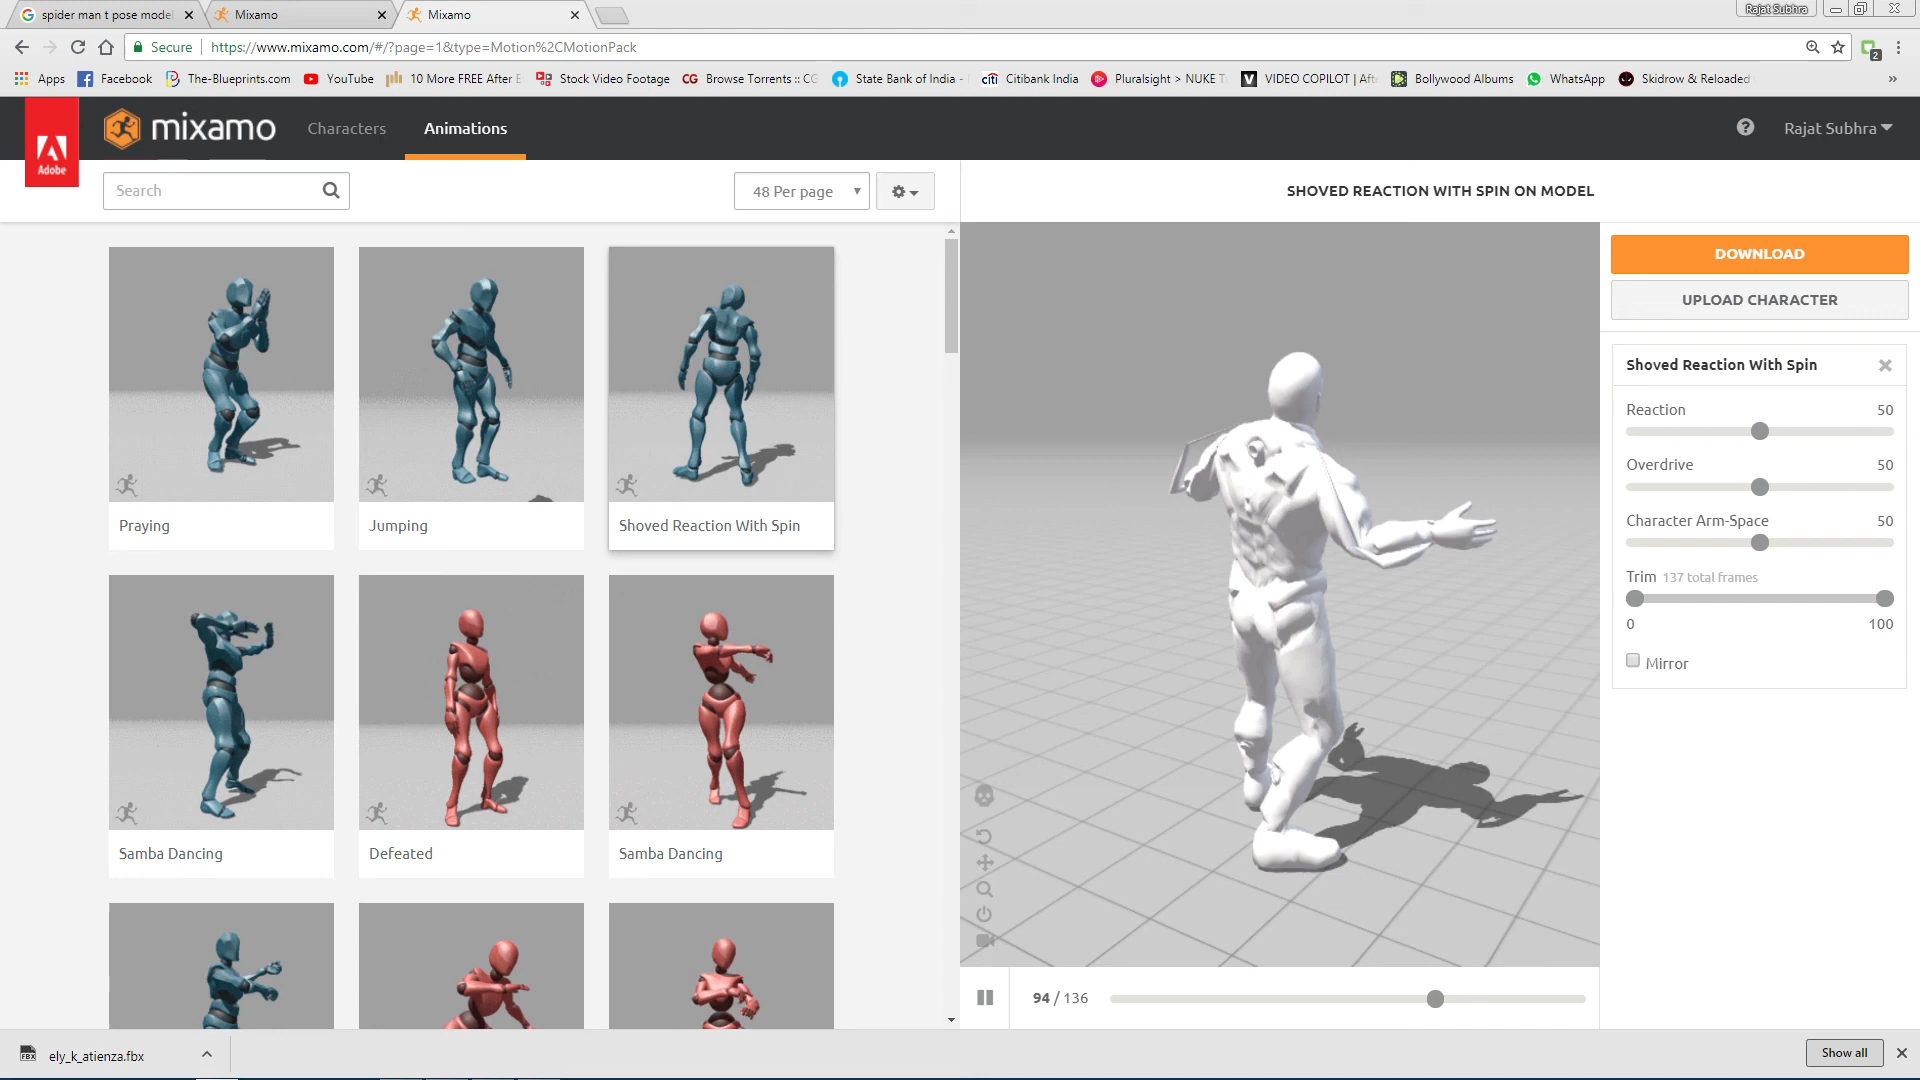 spider man t pose model
Mixamo
Mixamo
Rajat Subhra
Secure
https://www.mixamo.com/#/?page=1&type=Motion%2CMotionPack
2
Apps
Facebook
The-Blueprints.com
YouTube
10 More FREE After E
Stock Video Footage
CG Browse Torrents :: CG
State Bank of India -
citi Citibank India
Pluralsight > NUKE T
V VIDEO COPILOT | Aft
Bollywood Albums
WhatsApp
Skidrow & Reloaded
»
Adobe
mixamo
Characters
Animations
?
Rajat Subhra
Search
48 Per page
SHOVED REACTION WITH SPIN ON MODEL
Praying
Jumping
Shoved Reaction With Spin
Samba Dancing
Defeated
Samba Dancing
94 / 136
DOWNLOAD
UPLOAD CHARACTER
Shoved Reaction With Spin
Reaction 50
Overdrive 50
Character Arm-Space 50
Trim 137 total frames
0 100
Mirror
FBX
ely_k_atienza.fbx
Show all